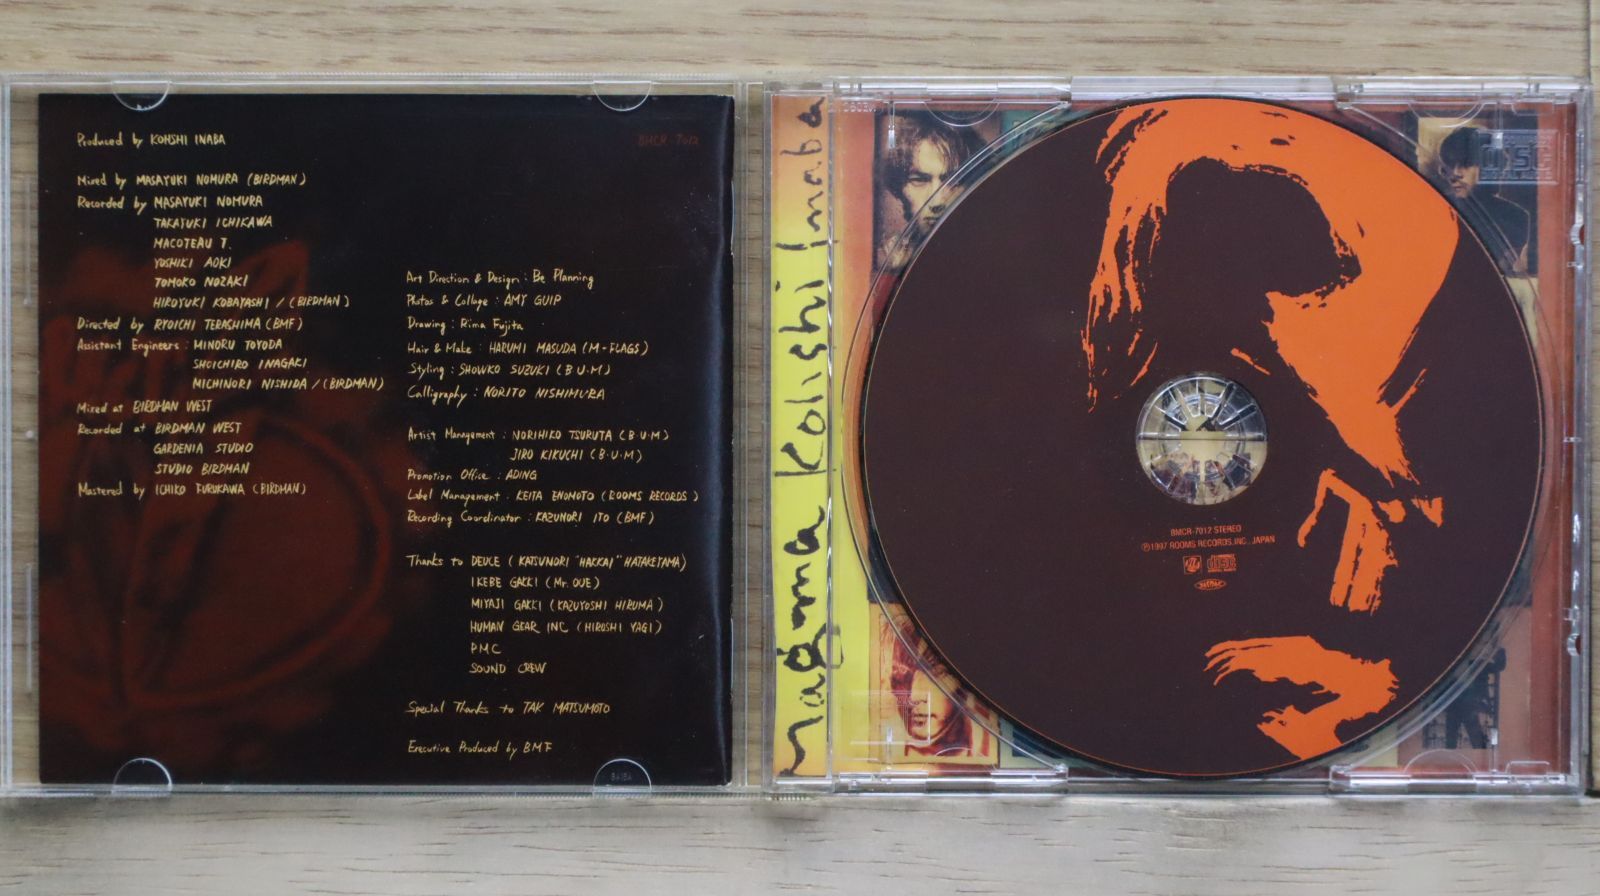 Produced by KOHSHI INABA
BMCR-7012
Mixed by MASAYUKI NOMURA (BIRDMAN)
Recorded by MASAYUKI NOMURA
TAKAYUKI ICHIKAWA
MACOTEAU T.
YOSHIKI AOKI
TOMOKO NOZAKI
HIROYUKI KOBAYASHI / (BIRDMAN)
Directed by RYOICHI TERASHIMA (BMF)
Assistant Engineers : MINORU TOYODA
SHOICHIRO INAGAKI
MICHINORI NISHIDA / (BIRDMAN)
Mixed at BIRDMAN WEST
Recorded at BIRDMAN WEST
GARDENIA STUDIO
STUDIO BIRDMAN
Mastered by ICHIKO FURUKAWA (BIRDMAN)
Art Direction & Design : Be Planning
Photos & Collage : AMY GUIP
Drawing : Rima Fujita
Hair & Make : HARUMI MASUDA (M-FLAGS)
Styling : SHOWKO SUZUKI (B·U·M)
Calligraphy : NORITO NISHIMURA
Artist Management : NORIHIKO TSURUTA (B·U·M)
JIRO KIKUCHI (B·U·M)
Promotion Office : ADING
Label Management : KEITA ENOMOTO (ROOMS RECORDS)
Recording Coordinator : KAZUNORI ITO (BMF)
Thanks to DEUCE (KATSUNORI "HAKKAI" HATAKEYAMA)
IKEBE GAKKI (Mr. OUE)
MIYAJI GAKKI (KAZUYOSHI HIRUMA)
HUMAN GEAR INC (HIROSHI YAGI)
PMC
SOUND CREW
Special Thanks to TAK MATSUMOTO
Executive Produced by BMF
magma Kohshi Inaba
BMCR-7012 STEREO
Ⓟ1997 ROOMS RECORDS, INC., JAPAN
disc